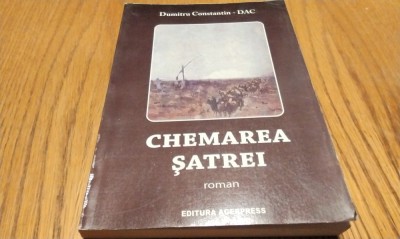 Dumitru Constantin - DAC
CHEMAREA
ŞATREI
roman
EDITURA AGERPRESS